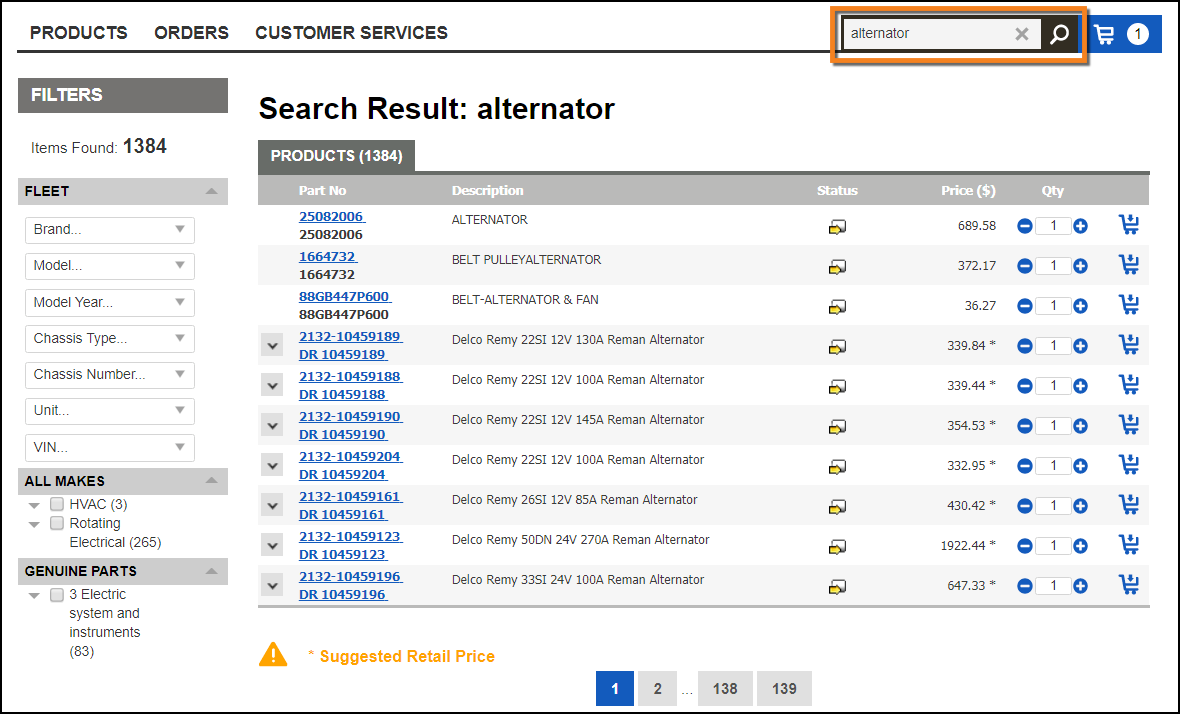 PRODUCTS ORDERS CUSTOMER SERVICES
alternator
1
FILTERS
Items Found: 1384
FLEET
Brand...
Model...
Model Year...
Chassis Type...
Chassis Number...
Unit...
VIN...
ALL MAKES
HVAC (3)
Rotating
Electrical (265)
GENUINE PARTS
3 Electric
system and
instruments
(83)
Search Result: alternator
PRODUCTS (1384)
Part No Description Status Price ($) Qty
25082006 ALTERNATOR 689.58 1
25082006
1664732 BELT PULLEYALTERNATOR 372.17 1
1664732
88GB447P600 BELT-ALTERNATOR & FAN 36.27 1
88GB447P600
2132-10459189 Delco Remy 22SI 12V 130A Reman Alternator 339.84 * 1
DR 10459189
2132-10459188 Delco Remy 22SI 12V 100A Reman Alternator 339.44 * 1
DR 10459188
2132-10459190 Delco Remy 22SI 12V 145A Reman Alternator 354.53 * 1
DR 10459190
2132-10459204 Delco Remy 22SI 12V 100A Reman Alternator 332.95 * 1
DR 10459204
2132-10459161 Delco Remy 26SI 12V 85A Reman Alternator 430.42 * 1
DR 10459161
2132-10459123 Delco Remy 50DN 24V 270A Reman Alternator 1922.44 * 1
DR 10459123
2132-10459196 Delco Remy 33SI 24V 100A Reman Alternator 647.33 * 1
DR 10459196
* Suggested Retail Price
1 2 ... 138 139